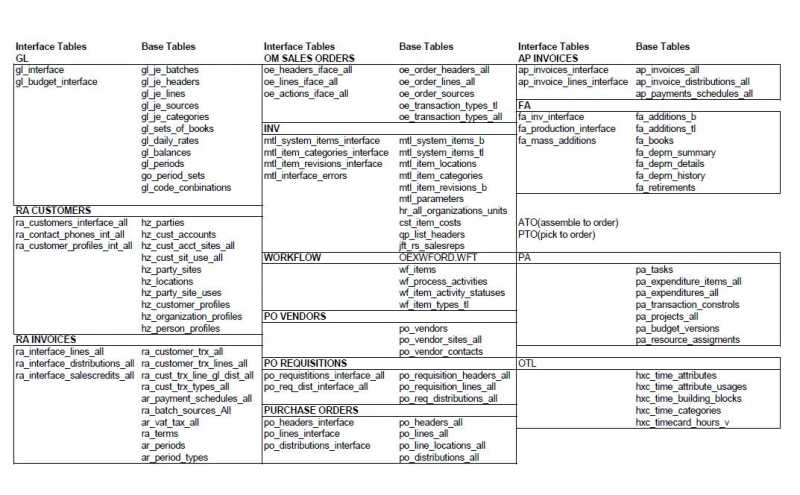 Interface Tables Base Tables
GL
gl_interface gl_je_batches
gl_budget_interface gl_je_headers
gl_je_lines
gl_je_sources
gl_je_categories
gl_sets_of_books
gl_daily_rates
gl_balances
gl_periods
go_period_sets
gl_code_conbinations
RA CUSTOMERS
ra_customers_interface_all hz_parties
ra_contact_phones_int_all hz_cust_accounts
ra_customer_profiles_int_all hz_cust_acct_sites_all
hz_cust_sit_use_all
hz_party_sites
hz_locations
hz_party_site_uses
hz_customer_profiles
hz_organization_profiles
hz_person_profiles
RA INVOICES
ra_interface_lines_all ra_customer_trx_all
ra_interface_distributions_all ra_customer_trx_lines_all
ra_interface_salescredits_all ra_cust_trx_line_gl_dist_all
ra_cust_trx_types_all
ar_payment_schedules_all
ra_batch_sources_All
ar_vat_tax_all
ra_terms
ar_periods
ar_period_types
Interface Tables Base Tables
OM SALES ORDERS
oe_headers_iface_all oe_order_headers_all
oe_lines_iface_all oe_order_lines_all
oe_actions_iface_all oe_order_sources
oe_transaction_types_tl
oe_transaction_types_all
INV
mtl_system_items_interface mtl_system_items_b
mtl_item_categories_interface mtl_system_items_tl
mtl_item_revisions_interface mtl_item_locations
mtl_interface_errors mtl_item_categories
mtl_item_revisions_b
mtl_parameters
hr_all_organizations_units
cst_item_costs
qp_list_headers
jft_rs_salesreps
WORKFLOW OEXWFORD.WFT
wf_items
wf_process_activities
wf_item_activity_statuses
wf_item_types_tl
PO VENDORS
po_vendors
po_vendor_sites_all
po_vendor_contacts
PO REQUISITIONS
po_requistitions_interface_all po_requisition_headers_all
po_req_dist_interface_all po_requisition_lines_all
po_req_distributions_all
PURCHASE ORDERS
po_headers_interface po_headers_all
po_lines_interface po_lines_all
po_distributions_interface po_line_locations_all
po_distributions_all
Interface Tables Base Tables
AP INVOICES
ap_invoices_interface ap_invoices_all
ap_invoice_lines_interface ap_invoice_distributions_all
ap_payments_schedules_all
FA
fa_inv_interface fa_additions_b
fa_production_interface fa_additions_tl
fa_mass_additions fa_books
fa_deprn_summary
fa_deprn_details
fa_deprn_history
fa_retirements
ATO(assemble to order)
PTO(pick to order)
PA
pa_tasks
pa_expenditure_items_all
pa_expenditures_all
pa_transaction_constrols
pa_projects_all
pa_budget_versions
pa_resource_assigments
OTL
hxc_time_attributes
hxc_time_attribute_usages
hxc_time_building_blocks
hxc_time_categories
hxc_timecard_hours_v